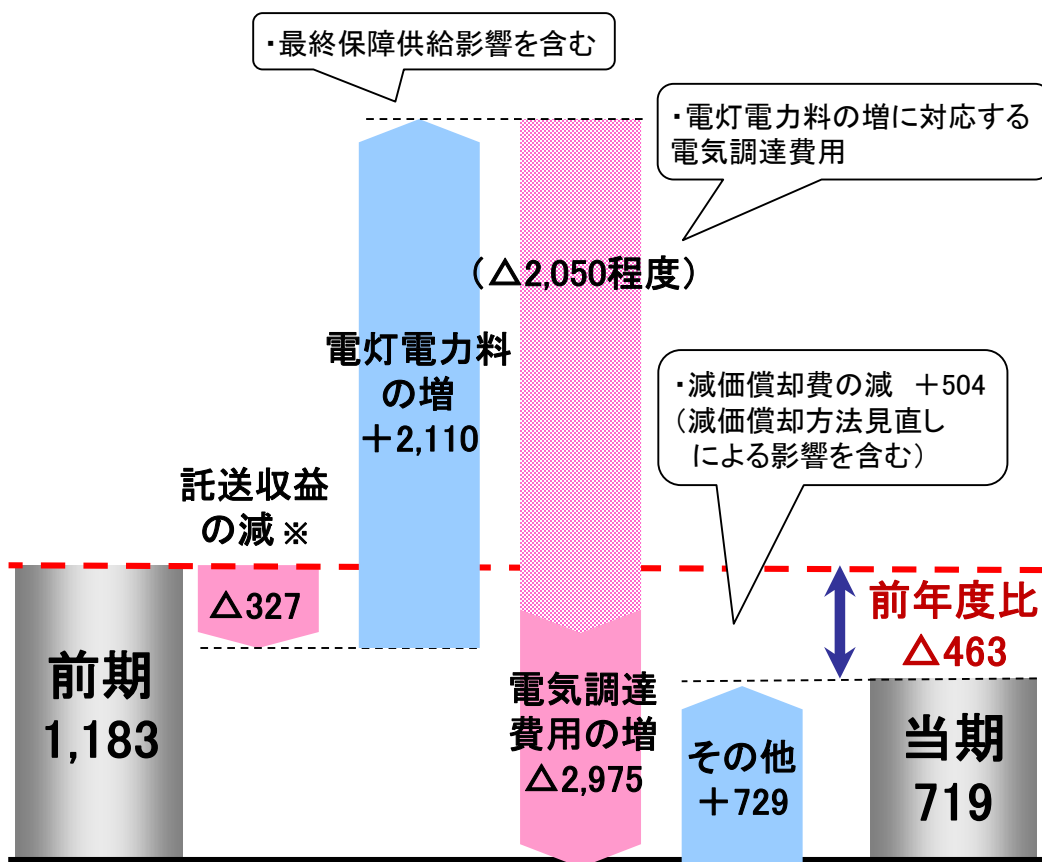 ・最終保障供給影響を含む
・電灯電力料の増に対応する
電気調達費用
（△2,050程度）
電灯電力料
の増
＋2,110
・減価償却費の減　＋504
（減価償却方法見直し
による影響を含む）
託送収益
の減 ※
△327
前年度比
△463
前期
1,183
電気調達
費用の増
△2,975
その他
＋729
当期
719